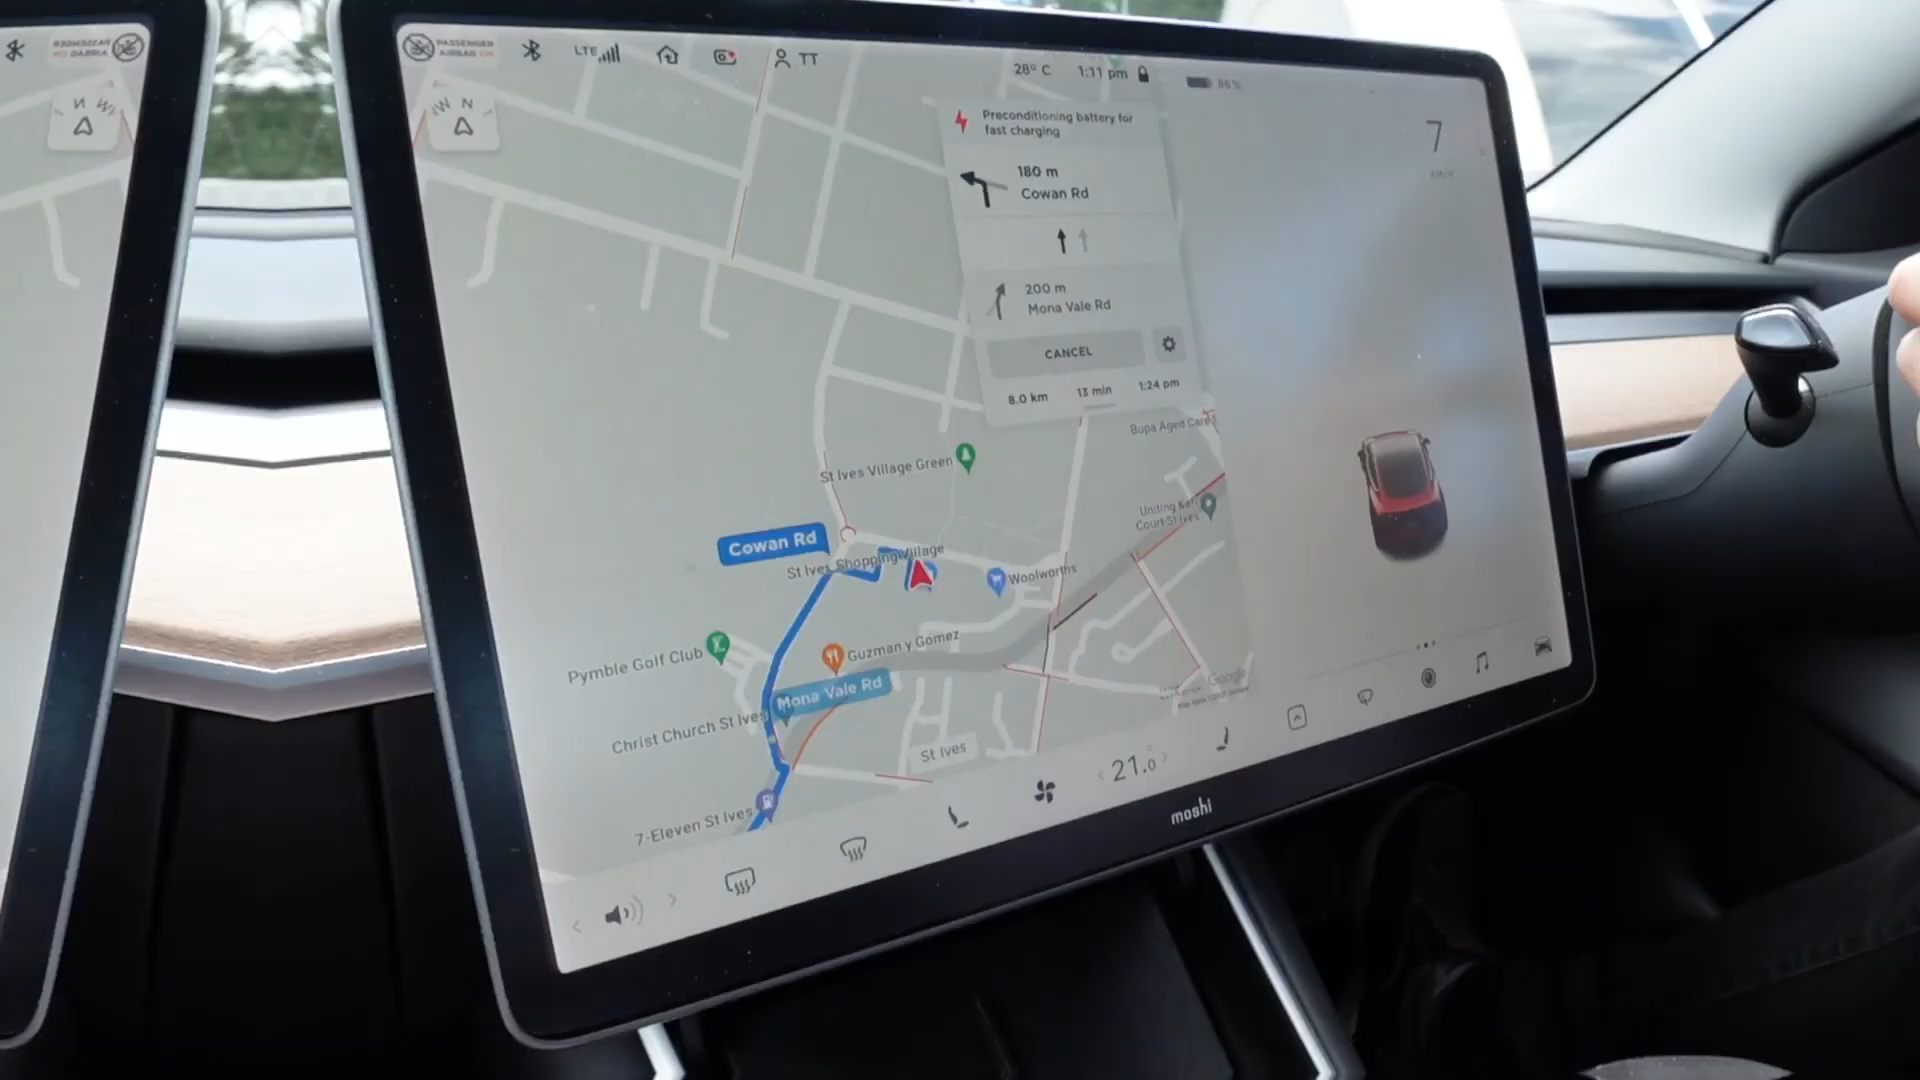 PASSENGER
AIRBAG ON
LTE
TT
28° C
1:11 pm
86 %
N
W
Preconditioning battery for
fast charging
180 m
Cowan Rd
200 m
Mona Vale Rd
CANCEL
8.0 km
13 min
1:24 pm
7
KM/H
Bupa Aged Care S
St Ives Village Green
Uniting
Court St Ives
Cowan Rd
St Ives Shopping Village
Woolworths
Pymble Golf Club
Guzman y Gomez
Mona Vale Rd
Christ Church St Ives
Google
St Ives
7-Eleven St Ives
21.0
moshi